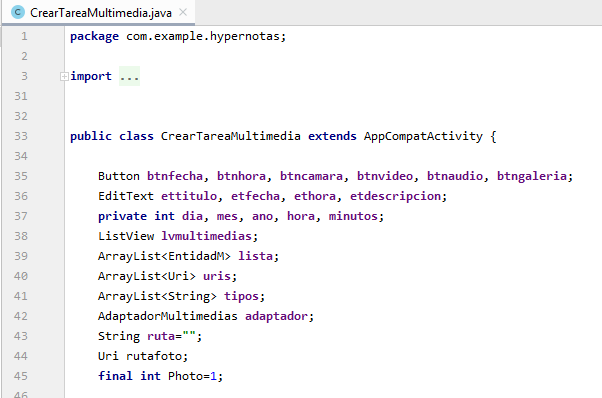 CrearTareaMultimedia.java ×
1 package com.example.hypernotas;
2
3 import ...
31
32
33 public class CrearTareaMultimedia extends AppCompatActivity {
34
35 Button btnfecha, btnhora, btncamara, btnvideo, btnaudio, btngaleria;
36 EditText ettitulo, etfecha, ethora, etdescripcion;
37 private int dia, mes, ano, hora, minutos;
38 ListView lvmultimedias;
39 ArrayList<EntidadM> lista;
40 ArrayList<Uri> uris;
41 ArrayList<String> tipos;
42 AdaptadorMultimedias adaptador;
43 String ruta="";
44 Uri rutafoto;
45 final int Photo=1;
46